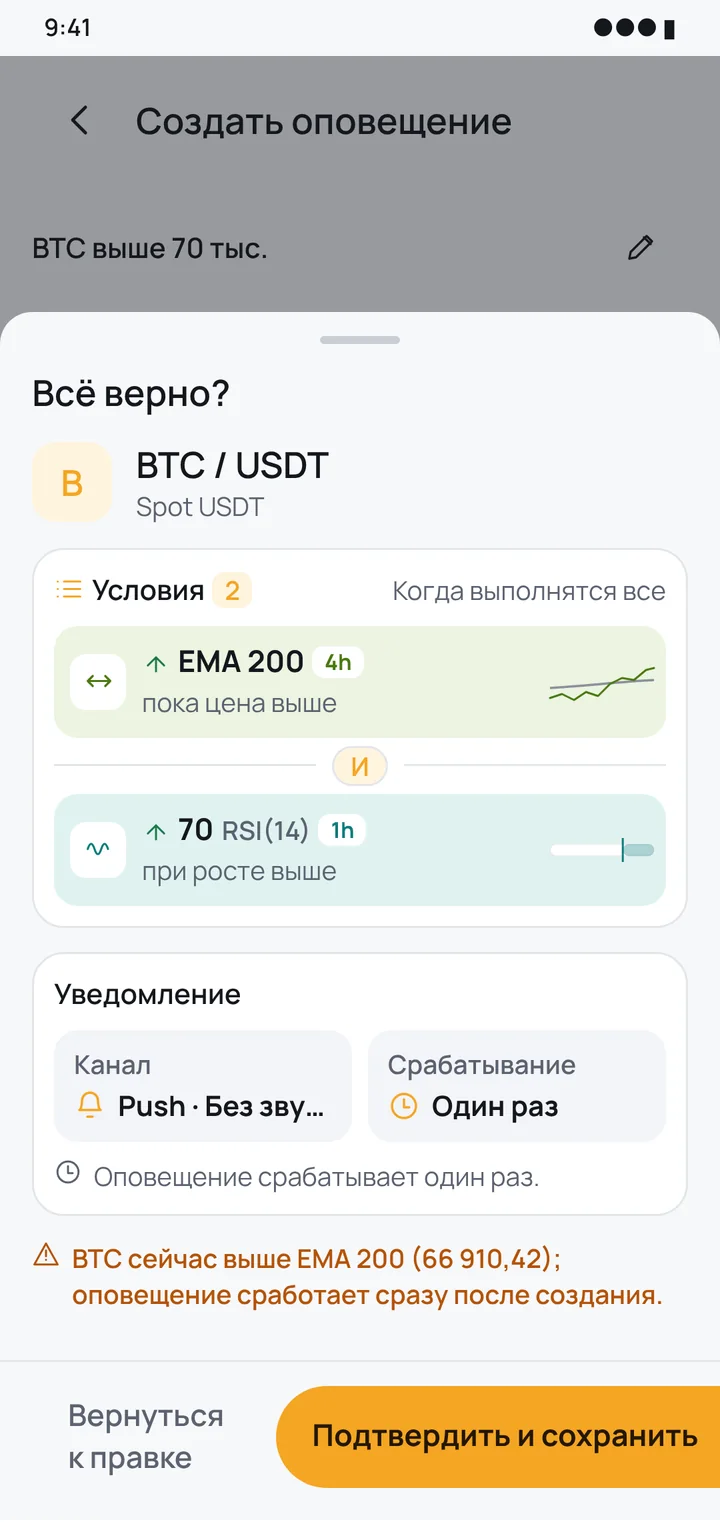 9:41
Создать оповещение
BTC выше 70 тыс.
Всё верно?
B
BTC / USDT
Spot USDT
Условия 2
Когда выполнятся все
EMA 200 4h
пока цена выше
И
70 RSI(14) 1h
при росте выше
Уведомление
Канал
Push · Без зву...
Срабатывание
Один раз
Оповещение срабатывает один раз.
BTC сейчас выше EMA 200 (66 910,42);
оповещение сработает сразу после создания.
Вернуться
к правке
Подтвердить и сохранить